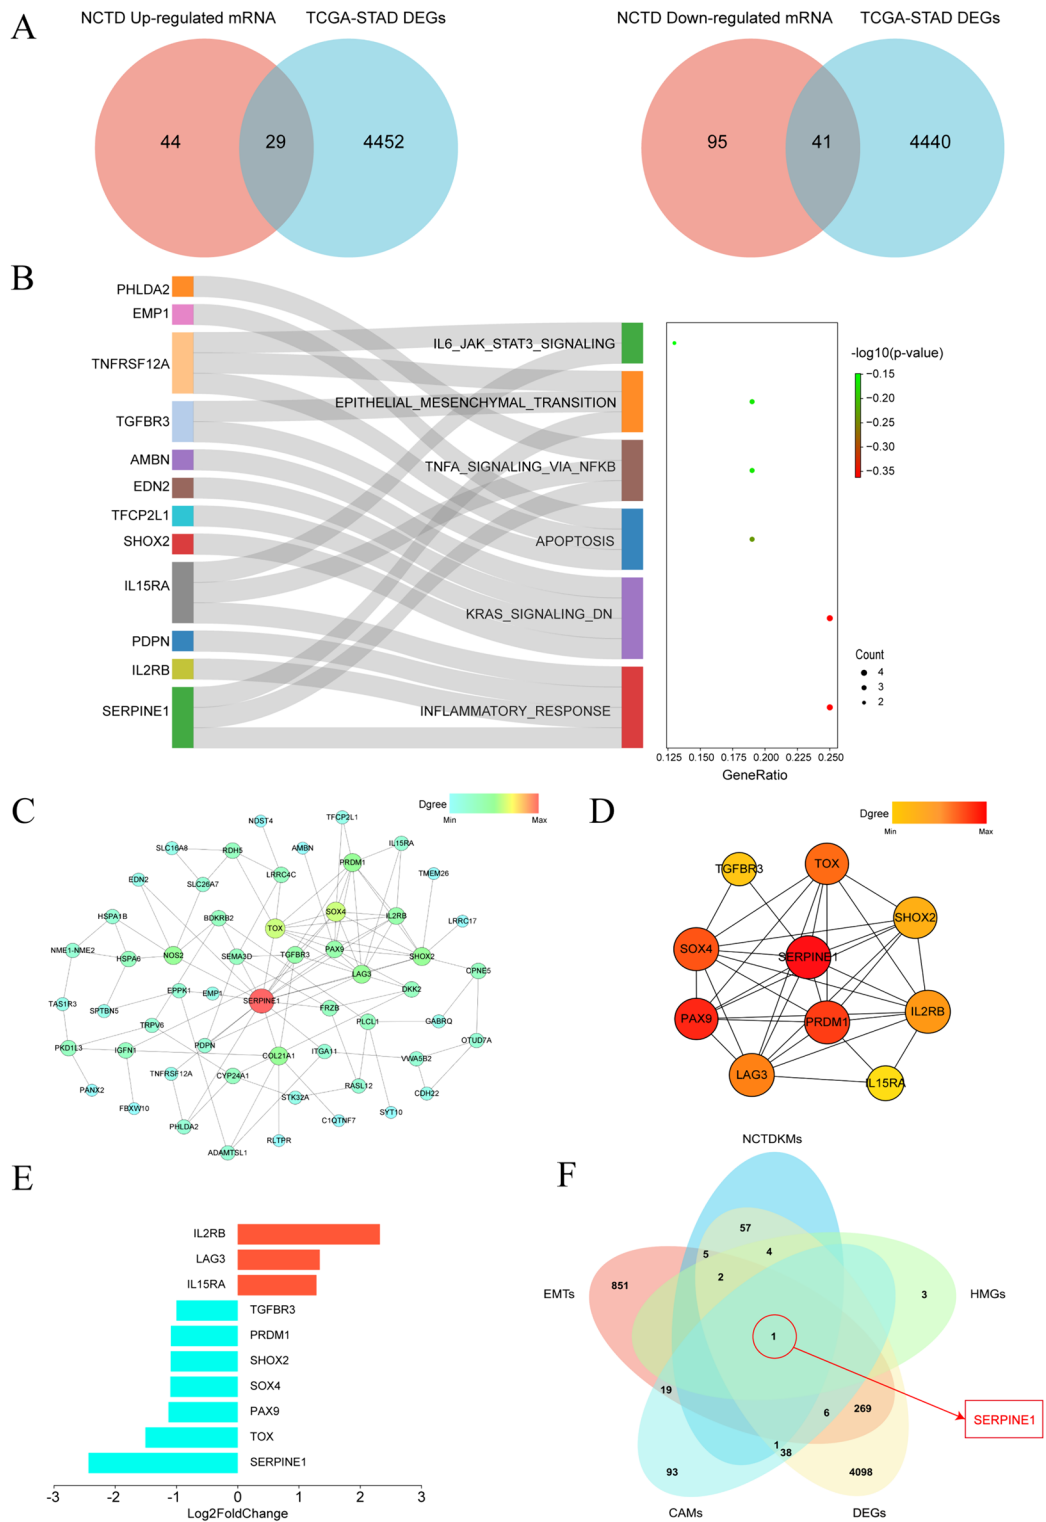 A
NCTD Up-regulated mRNA
TCGA-STAD DEGs
44
29
4452
NCTD Down-regulated mRNA
TCGA-STAD DEGs
95
41
4440
B
PHLDA2
EMP1
TNFRSF12A
TGFBR3
AMBN
EDN2
TFCP2L1
SHOX2
IL15RA
PDPN
IL2RB
SERPINE1
IL6_JAK_STAT3_SIGNALING
EPITHELIAL_MESENCHYMAL_TRANSITION
TNFA_SIGNALING_VIA_NFKB
APOPTOSIS
KRAS_SIGNALING_DN
INFLAMMATORY_RESPONSE
0.125 0.150 0.175 0.200 0.225 0.250
GeneRatio
-log10(p-value)
−0.15
−0.20
−0.25
−0.30
−0.35
Count
4
3
2
C
Dgree
Min Max
NDST4
TFCP2L1
SLC16A8
RDH5
AMBN
IL15RA
PRDM1
EDN2
SLC26A7
LRRC4C
TMEM26
HSPA1B
BDKRB2
SOX4
IL2RB
LRRC17
TOX
NME1-NME2
HSPA6
NOS2
SEMA3D
TGFBR3
PAX9
SHOX2
LAG3
CPNE5
EPPK1
EMP1
DKK2
TAS1R3
SPTBN5
SERPINE1
FRZB
TRPV6
PLCL1
GABRQ
PKD1L3
IGFN1
PDPN
COL21A1
ITGA11
VWA5B2
OTUD7A
TNFRSF12A
CYP24A1
RASL12
PANX2
STK32A
CDH22
FBXW10
SYT10
PHLDA2
C1QTNF7
RLTPR
ADAMTSL1
D
Dgree
Min Max
TGFBR3
TOX
SHOX2
SOX4
SERPINE1
PAX9
PRDM1
IL2RB
LAG3
IL15RA
E
IL2RB
LAG3
IL15RA
TGFBR3
PRDM1
SHOX2
SOX4
PAX9
TOX
SERPINE1
-3 -2 -1 0 1 2 3
Log2FoldChange
F
NCTDKMs
EMTs
HMGs
CAMs
DEGs
57
5
4
2
851
3
1
19
6
269
1
38
93
4098
SERPINE1